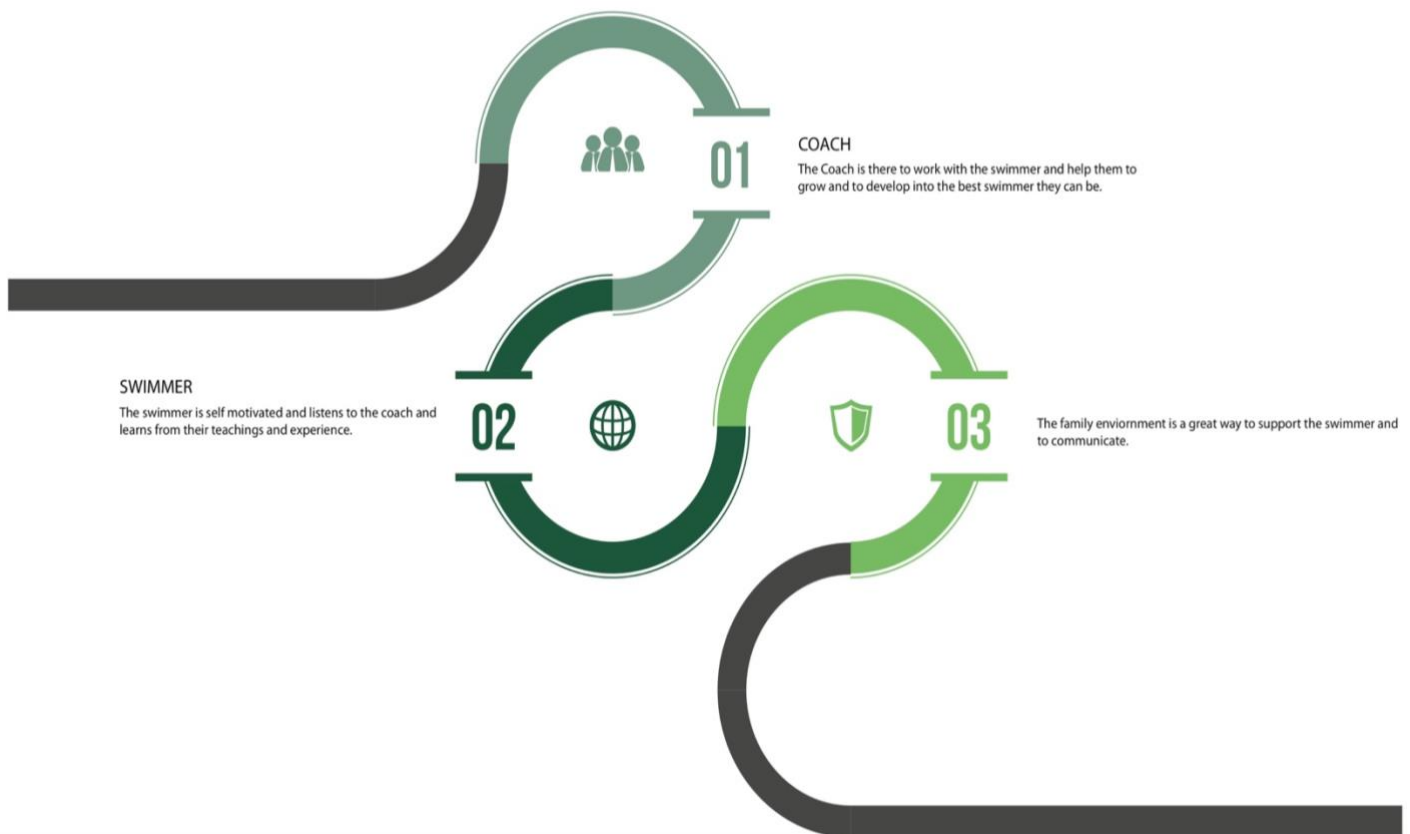 01
COACH
The Coach is there to work with the swimmer and help them to
grow and to develop into the best swimmer they can be.
SWIMMER
The swimmer is self motivated and listens to the coach and
learns from their teachings and experience.
02
03
The family enviornment is a great way to support the swimmer and
to communicate.